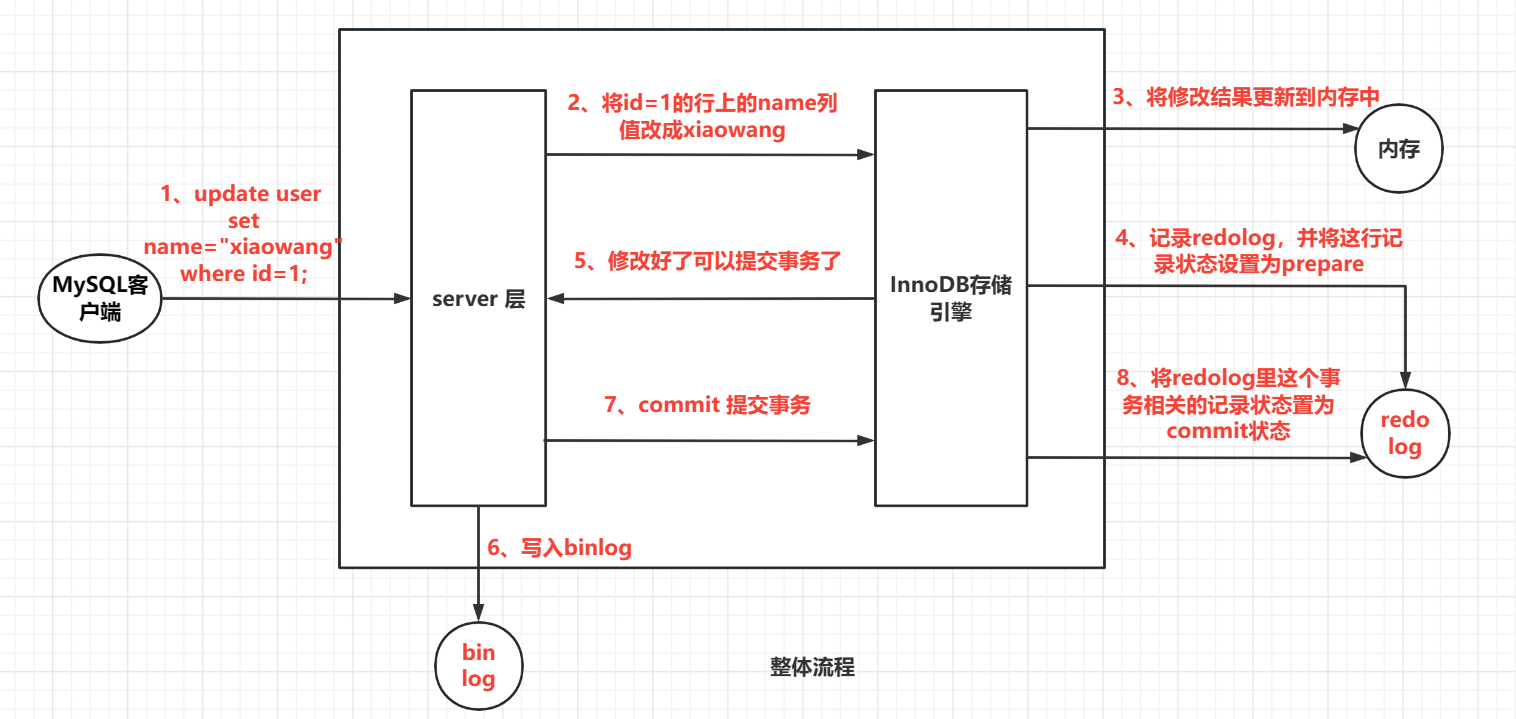 2、将id=1的行上的name列
值改成xiaowang
3、将修改结果更新到内存中
内存
1、update user
set
name="xiaowang"
where id=1;
MySQL客
户端
server 层
5、修改好了可以提交事务了
InnoDB存储
引擎
4、记录redolog，并将这行记
录状态设置为prepare
7、commit 提交事务
8、将redolog里这个事
务相关的记录状态置为
commit状态
redo
log
6、写入binlog
bin
log
整体流程